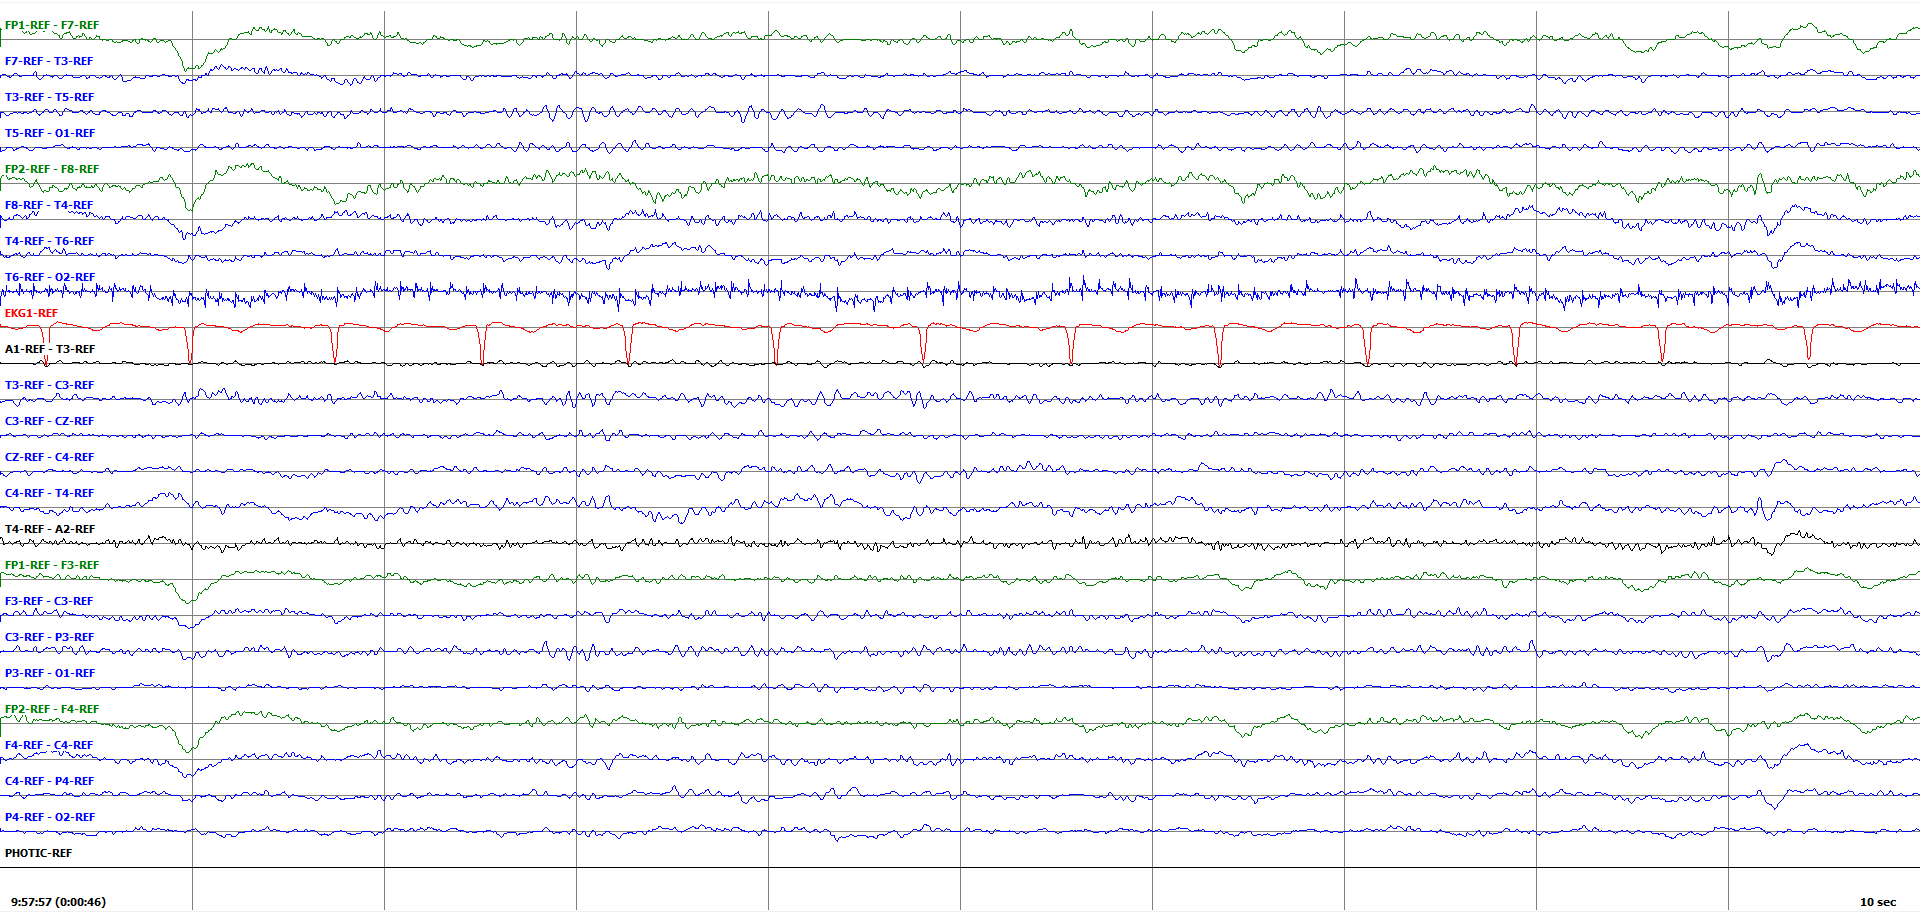 FP1-REF - F7-REF
F7-REF - T3-REF
T3-REF - T5-REF
T5-REF - O1-REF
FP2-REF - F8-REF
F8-REF - T4-REF
T4-REF - T6-REF
T6-REF - O2-REF
EKG1-REF
A1-REF - T3-REF
T3-REF - C3-REF
C3-REF - CZ-REF
CZ-REF - C4-REF
C4-REF - T4-REF
T4-REF - A2-REF
FP1-REF - F3-REF
F3-REF - C3-REF
C3-REF - P3-REF
P3-REF - O1-REF
FP2-REF - F4-REF
F4-REF - C4-REF
C4-REF - P4-REF
P4-REF - O2-REF
PHOTIC-REF
9:57:57 (0:00:46) 10 sec